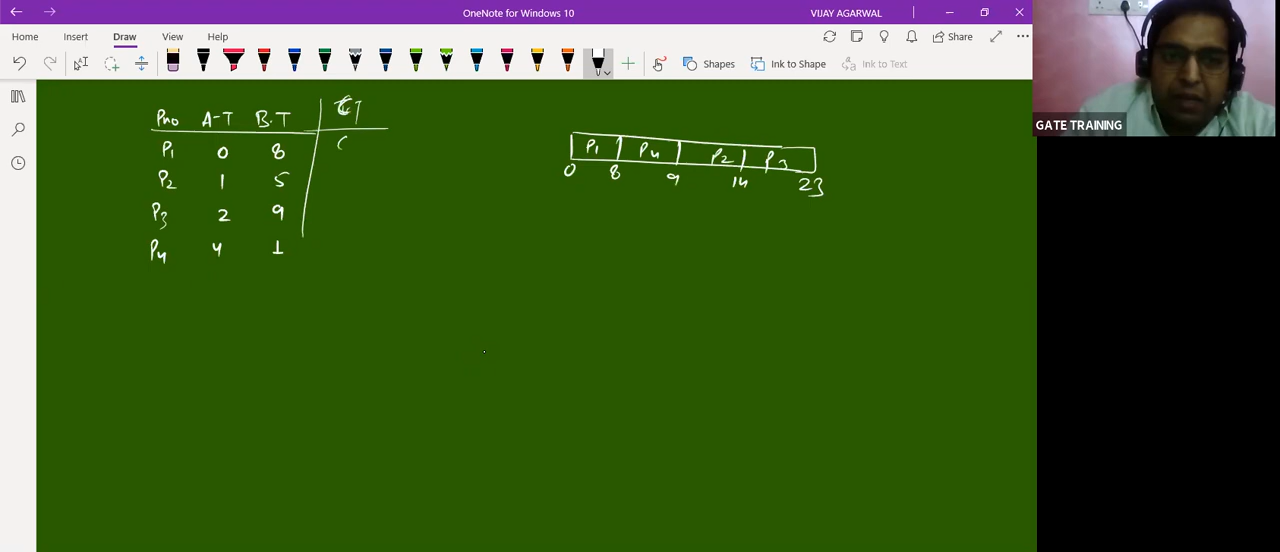 OneNote for Windows 10
VIJAY AGARWAL
Home Insert Draw View Help
Share
Shapes Ink to Shape Ink to Text
Pno A-T B.T CT
P1 0 8
P2 1 5
P3 2 9
P4 4 1
P1 P4 P2 P3
0 8 9 14 23
GATE TRAINING